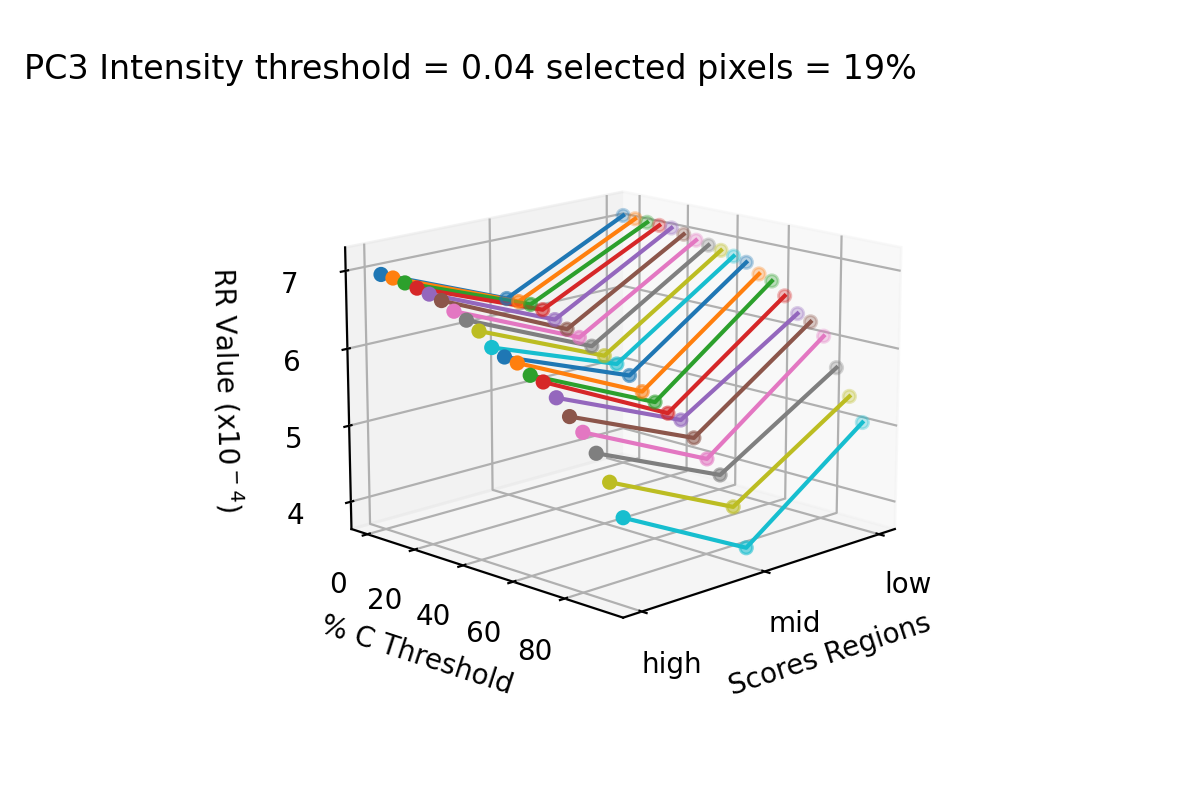 PC3 Intensity threshold = 0.04 selected pixels = 19%
RR Value (x10⁻⁴)
7
6
5
4
0
20
40
60
80
% C Threshold
high
mid
low
Scores Regions